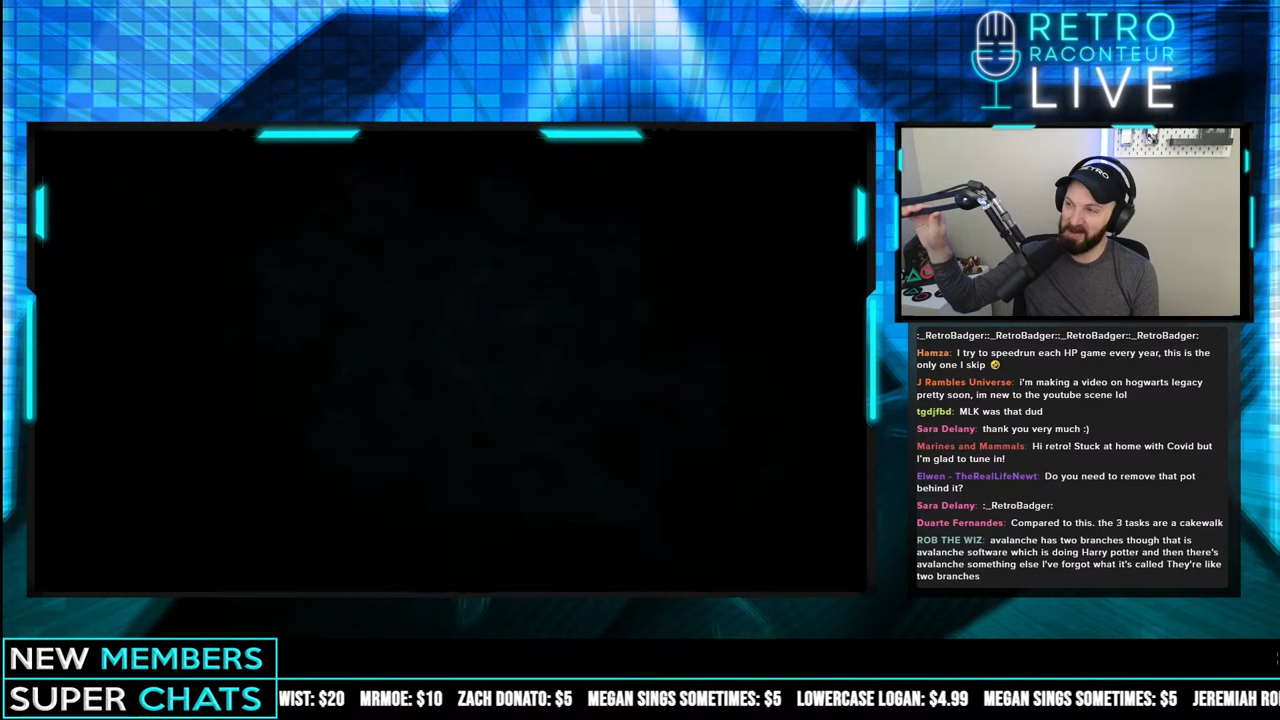 RETRO
RACONTEUR
LIVE
RETRO
:_RetroBadger::_RetroBadger::_RetroBadger::_RetroBadger:
Hamza: I try to speedrun each HP game every year, this is the
only one I skip 🤣
J Rambles Universe: i'm making a video on hogwarts legacy
pretty soon, im new to the youtube scene lol
tgdjfbd: MLK was that dud
Sara Delany: thank you very much :)
Marines and Mammals: Hi retro! Stuck at home with Covid but
I'm glad to tune in!
Elwen - TheRealLifeNewt: Do you need to remove that pot
behind it?
Sara Delany: :_RetroBadger:
Duarte Fernandes: Compared to this. the 3 tasks are a cakewalk
ROB THE WIZ: avalanche has two branches though that is
avalanche software which is doing Harry potter and then there's
avalanche something else I've forgot what it's called They're like
two branches
NEW MEMBERS
SUPER CHATS WIST: $20 MRMOE: $10 ZACH DONATO: $5 MEGAN SINGS SOMETIMES: $5 LOWERCASE LOGAN: $4.99 MEGAN SINGS SOMETIMES: $5 JEREMIAH RO